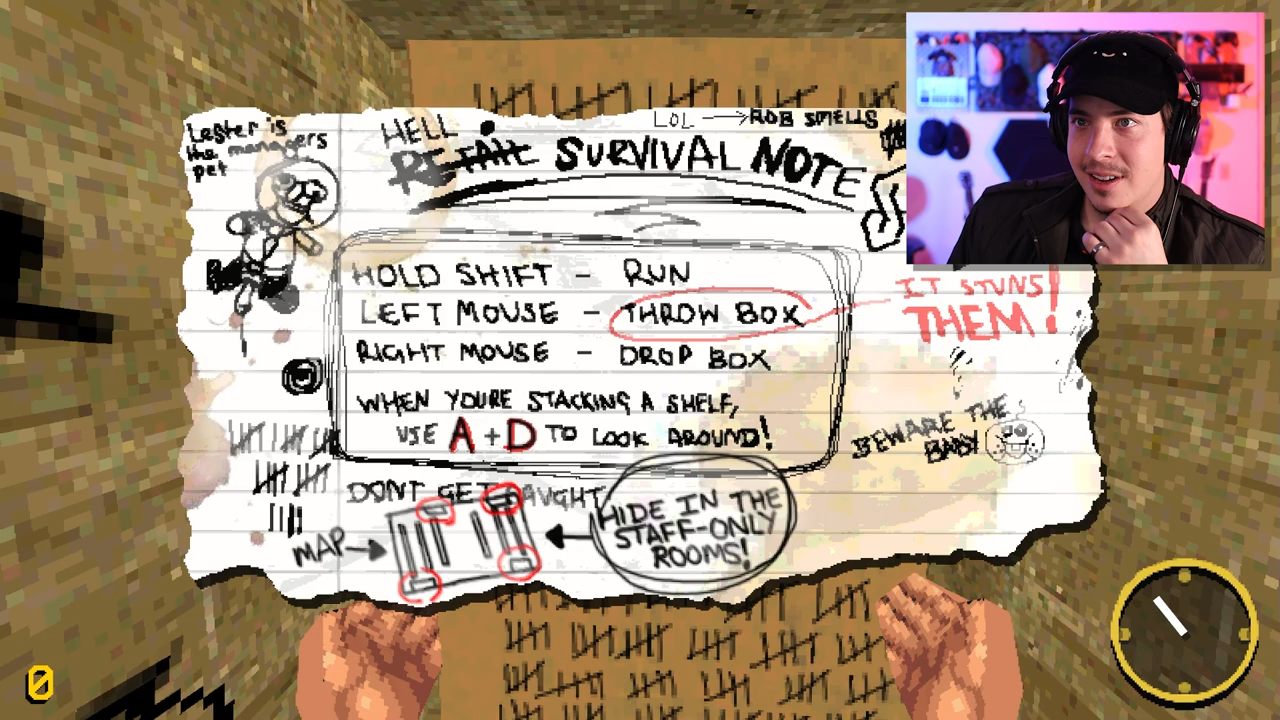 Lester is
the managers
pet
LOL → ROB SMELLS
HELL
RETAIL SURVIVAL NOTE
HOLD SHIFT - RUN
LEFT MOUSE - THROW BOX
RIGHT MOUSE - DROP BOX
IT STUNS
THEM!
WHEN YOURE STACKING A SHELF,
USE A + D TO LOOK AROUND!
BEWARE THE
BABY
DONT GET CAUGHT
MAP
HIDE IN THE
STAFF-ONLY
ROOMS!
0